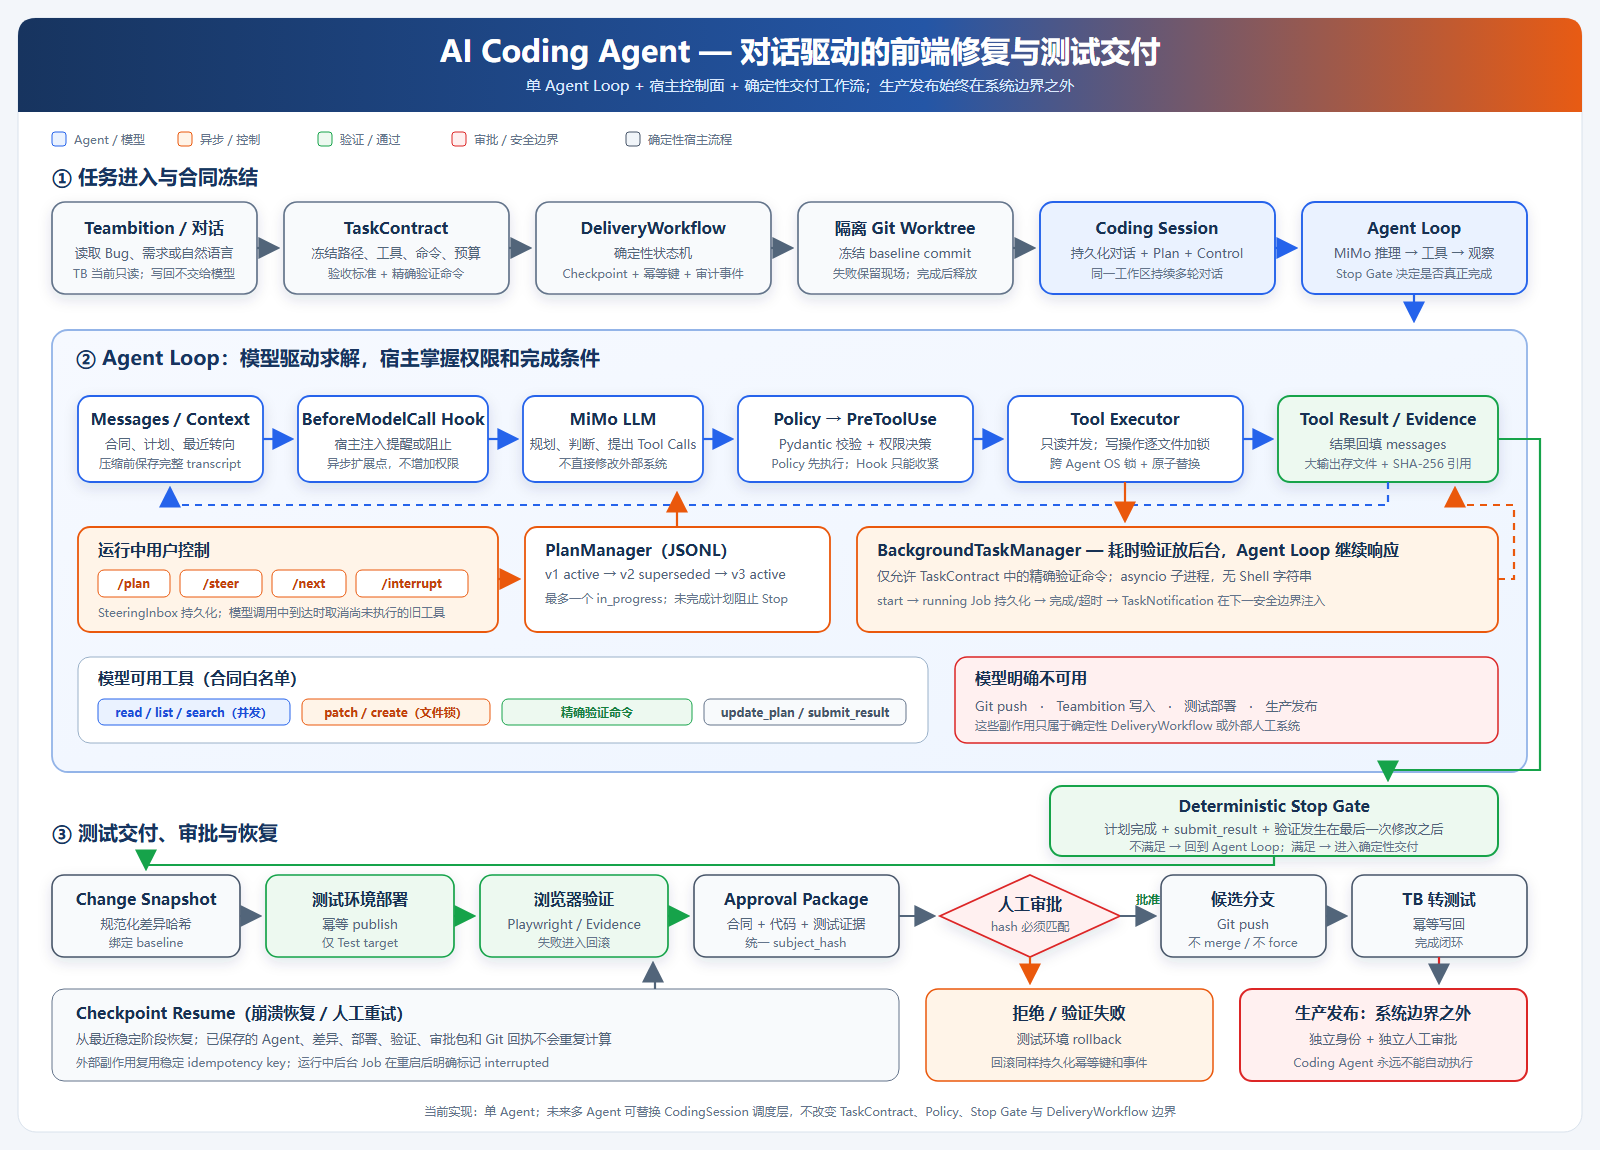 AI Coding Agent — 对话驱动的前端修复与测试交付
单 Agent Loop + 宿主控制面 + 确定性交付工作流；生产发布始终在系统边界之外
Agent / 模型
异步 / 控制
验证 / 通过
审批 / 安全边界
确定性宿主流程
① 任务进入与合同冻结
Teambition / 对话
读取 Bug、需求或自然语言
TB 当前只读；写回不交给模型
TaskContract
冻结路径、工具、命令、预算
验收标准 + 精确验证命令
DeliveryWorkflow
确定性状态机
Checkpoint + 幂等键 + 审计事件
隔离 Git Worktree
冻结 baseline commit
失败保留现场；完成后释放
Coding Session
持久化对话 + Plan + Control
同一工作区持续多轮对话
Agent Loop
MiMo 推理 → 工具 → 观察
Stop Gate 决定是否真正完成
② Agent Loop：模型驱动求解，宿主掌握权限和完成条件
Messages / Context
合同、计划、最近转向
压缩前保存完整 transcript
BeforeModelCall Hook
宿主注入提醒或阻止
异步扩展点，不增加权限
MiMo LLM
规划、判断、提出 Tool Calls
不直接修改外部系统
Policy → PreToolUse
Pydantic 校验 + 权限决策
Policy 先执行；Hook 只能收紧
Tool Executor
只读并发；写操作逐文件加锁
跨 Agent OS 锁 + 原子替换
Tool Result / Evidence
结果回填 messages
大输出存文件 + SHA-256 引用
运行中用户控制
/plan
/steer
/next
/interrupt
SteeringInbox 持久化；模型调用中到达时取消尚未执行的旧工具
PlanManager（JSONL）
v1 active → v2 superseded → v3 active
最多一个 in_progress；未完成计划阻止 Stop
BackgroundTaskManager — 耗时验证放后台，Agent Loop 继续响应
仅允许 TaskContract 中的精确验证命令；asyncio 子进程，无 Shell 字符串
start → running Job 持久化 → 完成/超时 → TaskNotification 在下一安全边界注入
模型可用工具（合同白名单）
read / list / search（并发）
patch / create（文件锁）
精确验证命令
update_plan / submit_result
模型明确不可用
Git push · Teambition 写入 · 测试部署 · 生产发布
这些副作用只属于确定性 DeliveryWorkflow 或外部人工系统
Deterministic Stop Gate
计划完成 + submit_result + 验证发生在最后一次修改之后
不满足 → 回到 Agent Loop；满足 → 进入确定性交付
③ 测试交付、审批与恢复
Change Snapshot
规范化差异哈希
绑定 baseline
测试环境部署
幂等 publish
仅 Test target
浏览器验证
Playwright / Evidence
失败进入回滚
Approval Package
合同 + 代码 + 测试证据
统一 subject_hash
人工审批
hash 必须匹配
批准
候选分支
Git push
不 merge / 不 force
TB 转测试
幂等写回
完成闭环
Checkpoint Resume（崩溃恢复 / 人工重试）
从最近稳定阶段恢复；已保存的 Agent、差异、部署、验证、审批包和 Git 回执不会重复计算
外部副作用复用稳定 idempotency key；运行中后台 Job 在重启后明确标记 interrupted
拒绝 / 验证失败
测试环境 rollback
回滚同样持久化幂等键和事件
生产发布：系统边界之外
独立身份 + 独立人工审批
Coding Agent 永远不能自动执行
当前实现：单 Agent；未来多 Agent 可替换 CodingSession 调度层，不改变 TaskContract、Policy、Stop Gate 与 DeliveryWorkflow 边界